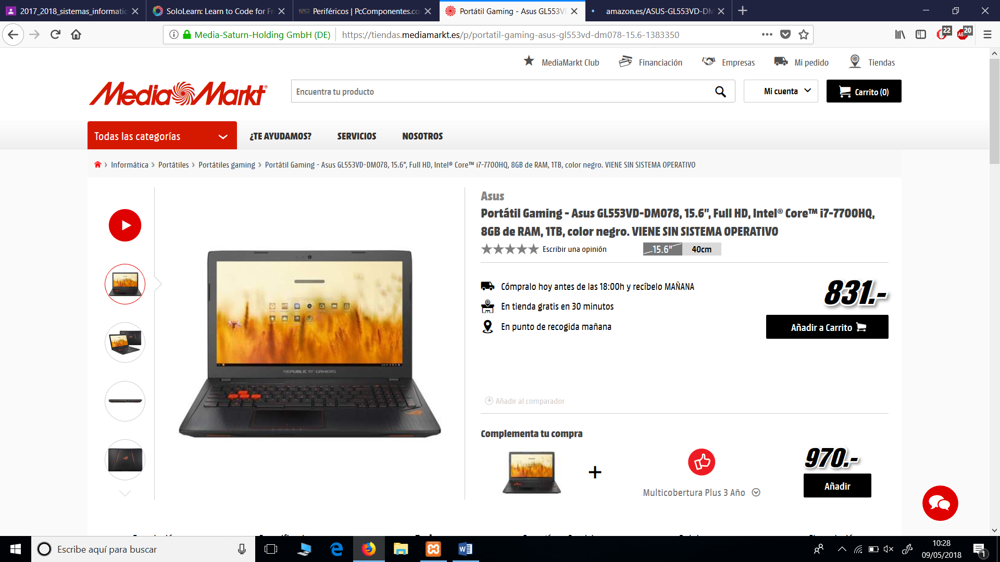 2017_2018_sistemas_informatic
SoloLearn: Learn to Code for Fr
Periféricos | PcComponentes.co
Portátil Gaming - Asus GL553VD
amazon.es/ASUS-GL553VD-DM
Media-Saturn-Holding GmbH (DE)
https://tiendas.mediamarkt.es/p/portatil-gaming-asus-gl553vd-dm078-15.6-1383350
22
ABP 20
MediaMarkt Club
Financiación
Empresas
Mi pedido
Tiendas
MediaMarkt
Encuentra tu producto
Mi cuenta
Carrito (0)
Todas las categorías
¿TE AYUDAMOS?
SERVICIOS
NOSOTROS
Informática › Portátiles › Portátiles gaming › Portátil Gaming - Asus GL553VD-DM078, 15.6", Full HD, Intel® Core™ i7-7700HQ, 8GB de RAM, 1TB, color negro. VIENE SIN SISTEMA OPERATIVO
Asus
Portátil Gaming - Asus GL553VD-DM078, 15.6", Full HD, Intel® Core™ i7-7700HQ,
8GB de RAM, 1TB, color negro. VIENE SIN SISTEMA OPERATIVO
Escribir una opinión
15.6"
40cm
Cómpralo hoy antes de las 18:00h y recíbelo MAÑANA
831.-
En tienda gratis en 30 minutos
Añadir a Carrito
En punto de recogida mañana
REPUBLIC OF GAMERS
Añadir al comparador
Complementa tu compra
970.-
Multicobertura Plus 3 Año
Añadir
Escribe aquí para buscar
10:28
09/05/2018
1